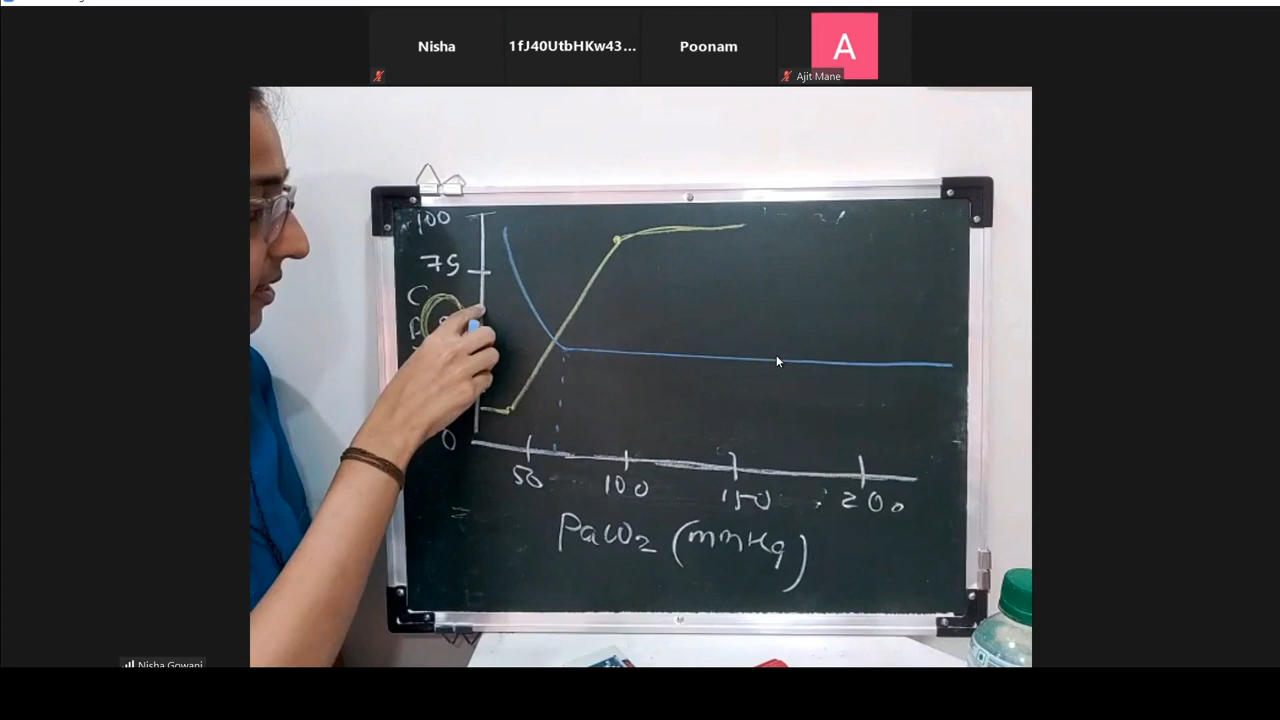 Nisha
1fJ40UtbHKw43...
Poonam
A
Ajit Mane
100
75
C
0
50
100
150
200
PaCO2 (mmHg)
Nisha Gowani